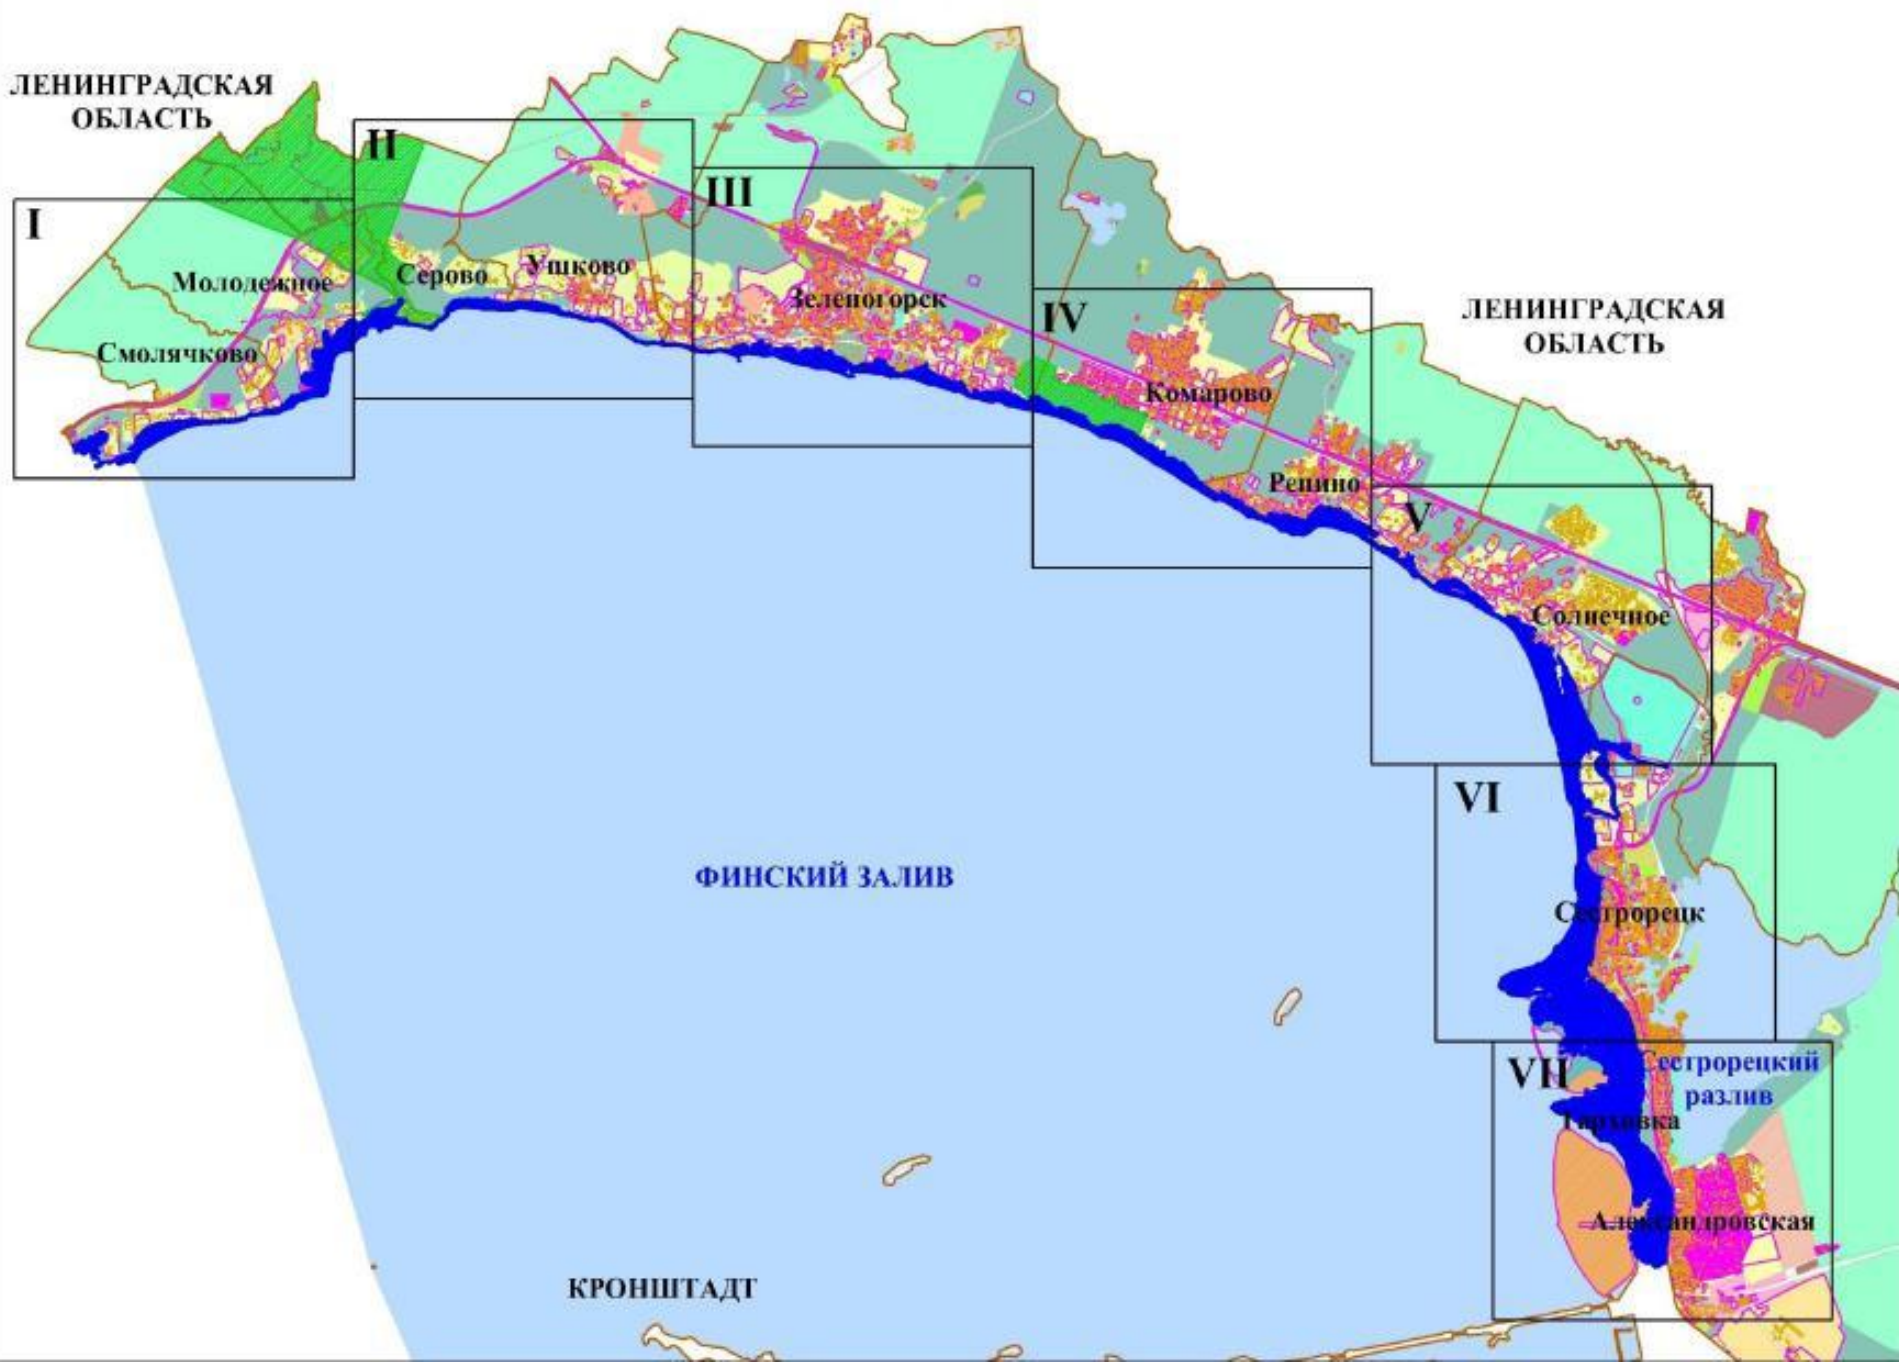 ЛЕНИНГРАДСКАЯ
ОБЛАСТЬ
II
III
I
Молодежное
Серово
Ушково
Зеленогорск
IV
ЛЕНИНГРАДСКАЯ
ОБЛАСТЬ
Смолячково
Комарово
Репино
V
Солнечное
VI
ФИНСКИЙ ЗАЛИВ
Сестрорецк
VII
Сестрорецкий
разлив
Тарховка
Александровская
КРОНШТАДТ